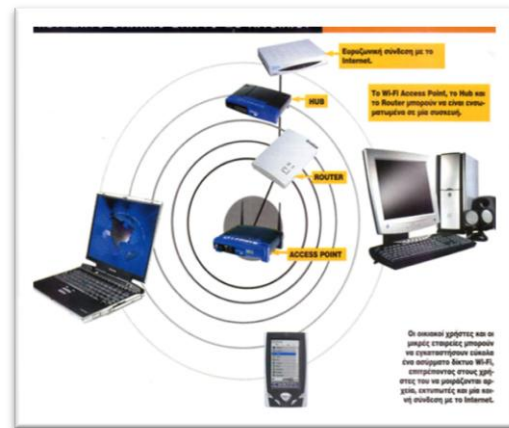 Ευρυζωνική σύνδεση με το
Internet.
HUB
Το Wi-Fi Access Point, το Hub και
το Router μπορούν να είναι ενσω-
ματωμένα σε μία συσκευή.
ROUTER
ACCESS POINT
Οι οικιακοί χρήστες και οι
μικρές εταιρείες μπορούν
να εγκαταστήσουν εύκολα
ένα ασύρματο δίκτυο Wi-Fi,
επιτρέποντας στους χρή-
στες του να μοιράζονται αρ-
χεία, εκτυπωτές και μία κοι-
νή σύνδεση με το Internet.